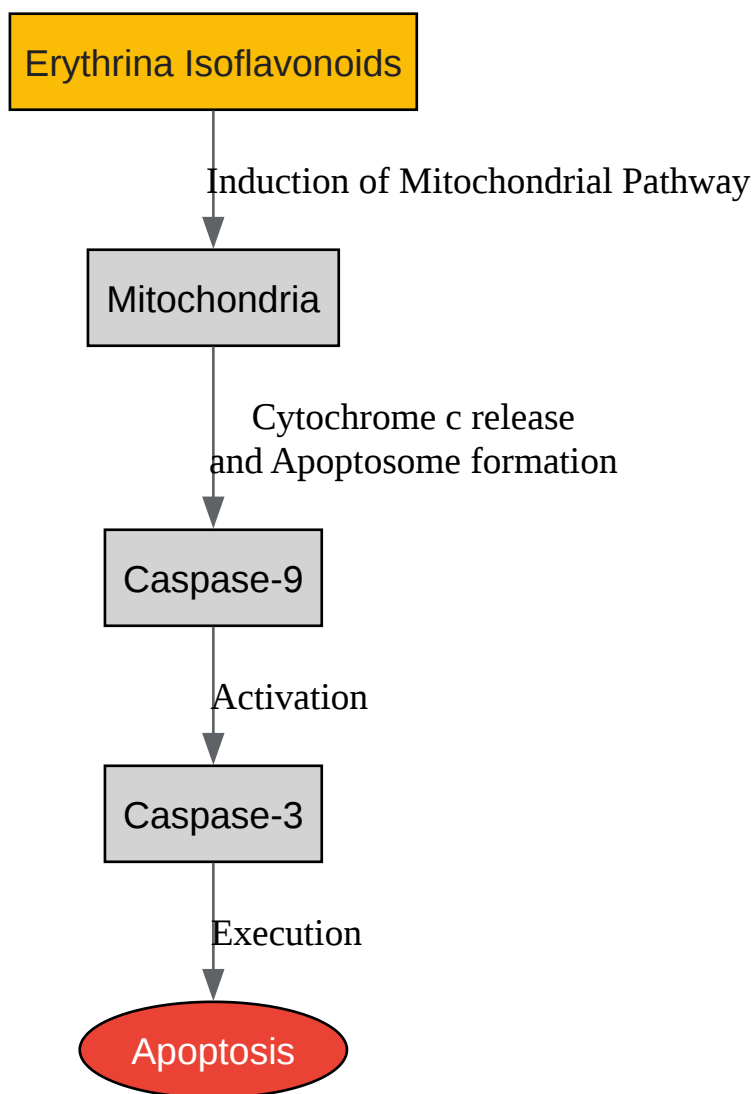 Erythrina Isoflavonoids
Induction of Mitochondrial Pathway
Mitochondria
Cytochrome c release
and Apoptosome formation
Caspase-9
Activation
Caspase-3
Execution
Apoptosis